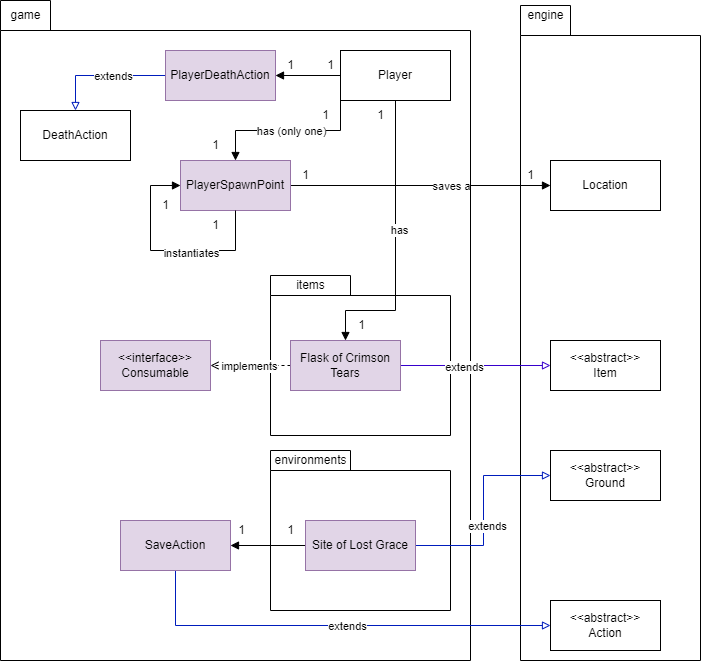 game
engine
PlayerDeathAction
1
1
Player
extends
DeathAction
1
1
has (only one)
1
PlayerSpawnPoint
1
saves a
1
Location
1
1
instantiates
has
items
1
<<interface>>
Consumable
implements
Flask of Crimson
Tears
extends
<<abstract>>
Item
environments
<<abstract>>
Ground
SaveAction
1
1
Site of Lost Grace
extends
extends
<<abstract>>
Action